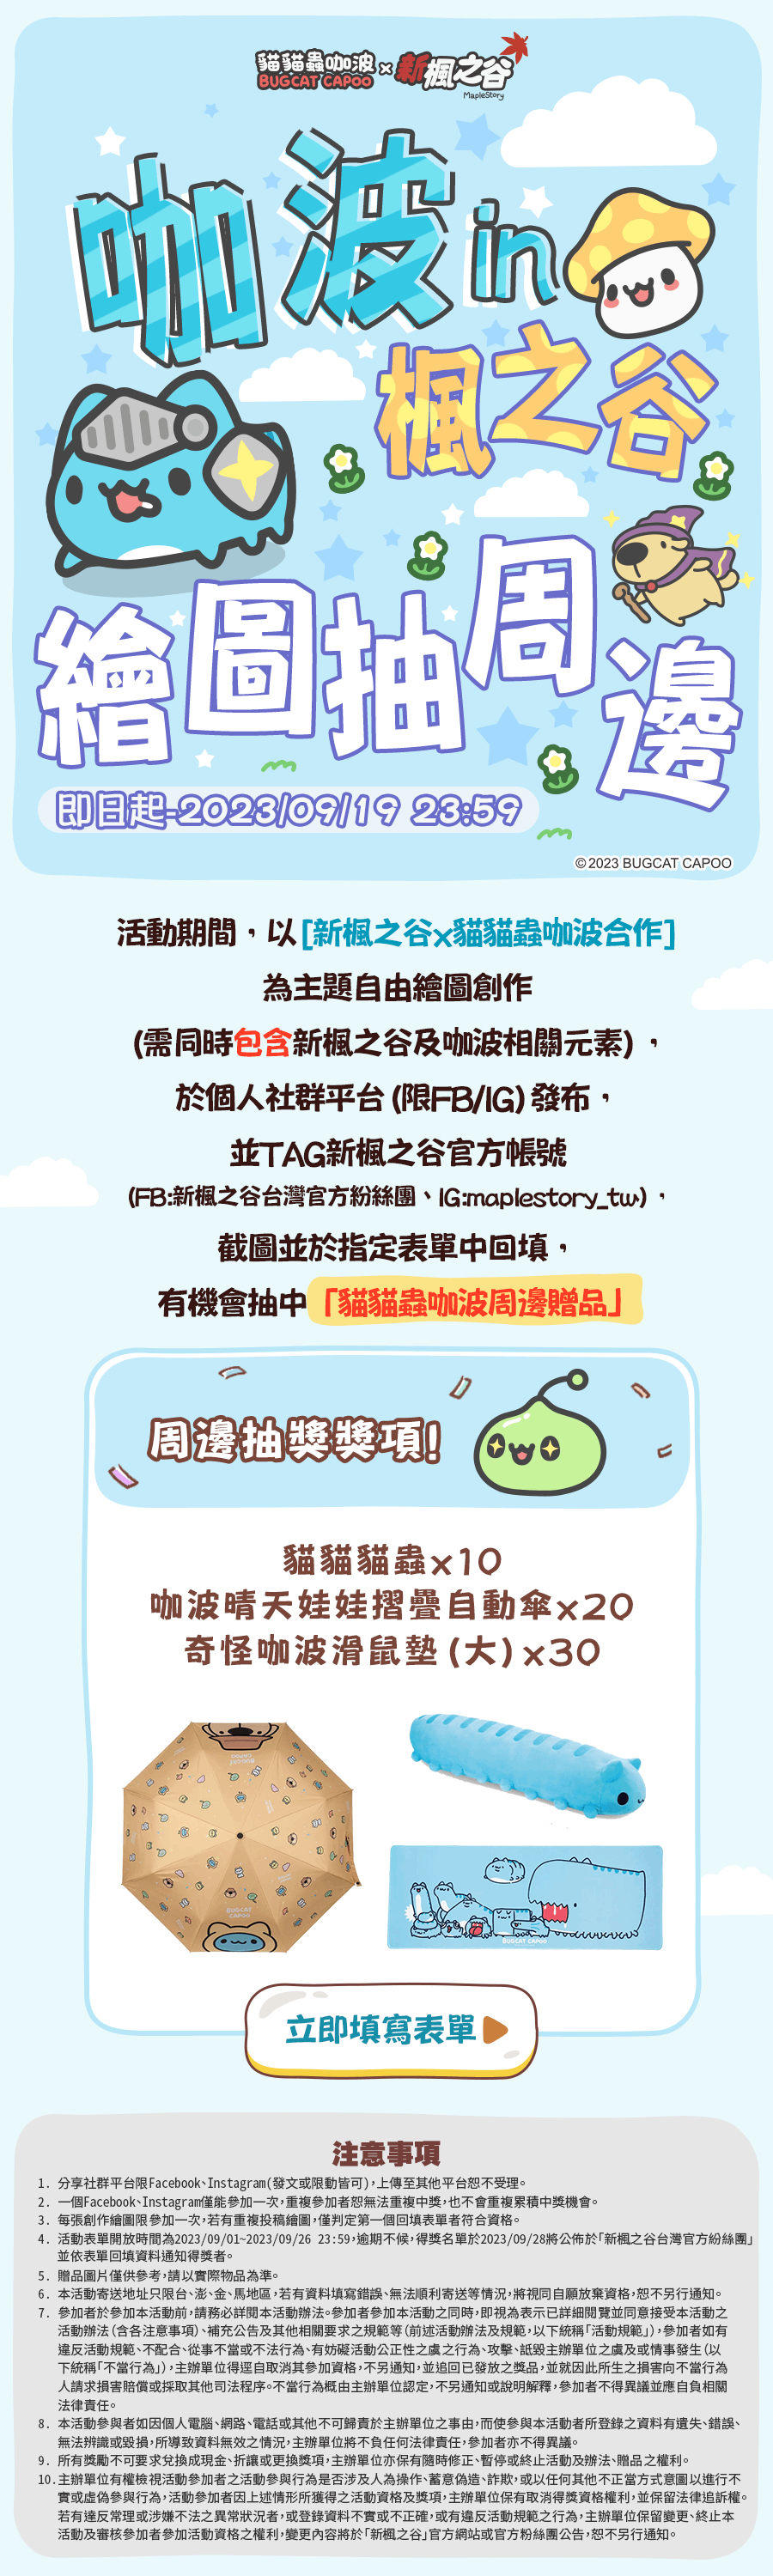 貓貓蟲咖波 x 新楓之谷
BUGCAT CAPOO
MapleStory
咖波in
楓之谷
繪圖抽周邊
即日起-2023/09/19 23:59
©2023 BUGCAT CAPOO
活動期間，以[新楓之谷x貓貓蟲咖波合作]
為主題自由繪圖創作
(需同時包含新楓之谷及咖波相關元素)，
於個人社群平台(限FB/IG)發布，
並TAG新楓之谷官方帳號
(FB:新楓之谷台灣官方粉絲團、IG:maplestory_tw)，
截圖並於指定表單中回填，
有機會抽中「貓貓蟲咖波周邊贈品」
周邊抽獎獎項!
貓貓貓蟲x10
咖波晴天娃娃摺疊自動傘x20
奇怪咖波滑鼠墊(大)x30
BUGCAT
CAPOO
BUGCAT
CAPOO
BUGCAT CAPOO
立即填寫表單
注意事項
1. 分享社群平台限Facebook、Instagram(發文或限動皆可)，上傳至其他平台恕不受理。
2. 一個Facebook、Instagram僅能參加一次，重複參加者恕無法重複中獎，也不會重複累積中獎機會。
3. 每張創作繪圖限參加一次，若有重複投稿繪圖，僅判定第一個回填表單者符合資格。
4. 活動表單開放時間為2023/09/01~2023/09/26 23:59，逾期不候，得獎名單於2023/09/28將公佈於「新楓之谷台灣官方紛絲團」
並依表單回填資料通知得獎者。
5. 贈品圖片僅供參考，請以實際物品為準。
6. 本活動寄送地址只限台、澎、金、馬地區，若有資料填寫錯誤、無法順利寄送等情況，將視同自願放棄資格，恕不另行通知。
7. 參加者於參加本活動前，請務必詳閱本活動辦法。參加者參加本活動之同時，即視為表示已詳細閱覽並同意接受本活動之
活動辦法(含各注意事項)、補充公告及其他相關要求之規範等(前述活動辦法及規範，以下統稱「活動規範」)，參加者如有
違反活動規範、不配合、從事不當或不法行為、有妨礙活動公正性之虞之行為、攻擊、詆毀主辦單位之虞及或情事發生(以
下統稱「不當行為」)，主辦單位得逕自取消其參加資格，不另通知，並追回已發放之獎品，並就因此所生之損害向不當行為
人請求損害賠償或採取其他司法程序。不當行為概由主辦單位認定，不另通知或說明解釋，參加者不得異議並應自負相關
法律責任。
8. 本活動參與者如因個人電腦、網路、電話或其他不可歸責於主辦單位之事由，而使參與本活動者所登錄之資料有遺失、錯誤、
無法辨識或毀損，所導致資料無效之情況，主辦單位將不負任何法律責任，參加者亦不得異議。
9. 所有獎勵不可要求兌換成現金、折讓或更換獎項，主辦單位亦保有隨時修正、暫停或終止活動及辦法、贈品之權利。
10.主辦單位有權檢視活動參加者之活動參與行為是否涉及人為操作、蓄意偽造、詐欺，或以任何其他不正當方式意圖以進行不
實或虛偽參與行為，活動參加者因上述情形所獲得之活動資格及獎項，主辦單位保有取消得獎資格權利，並保留法律追訴權。
若有違反常理或涉嫌不法之異常狀況者，或登錄資料不實或不正確，或有違反活動規範之行為，主辦單位保留變更、終止本
活動及審核參加者參加活動資格之權利，變更內容將於「新楓之谷」官方網站或官方粉絲團公告，恕不另行通知。